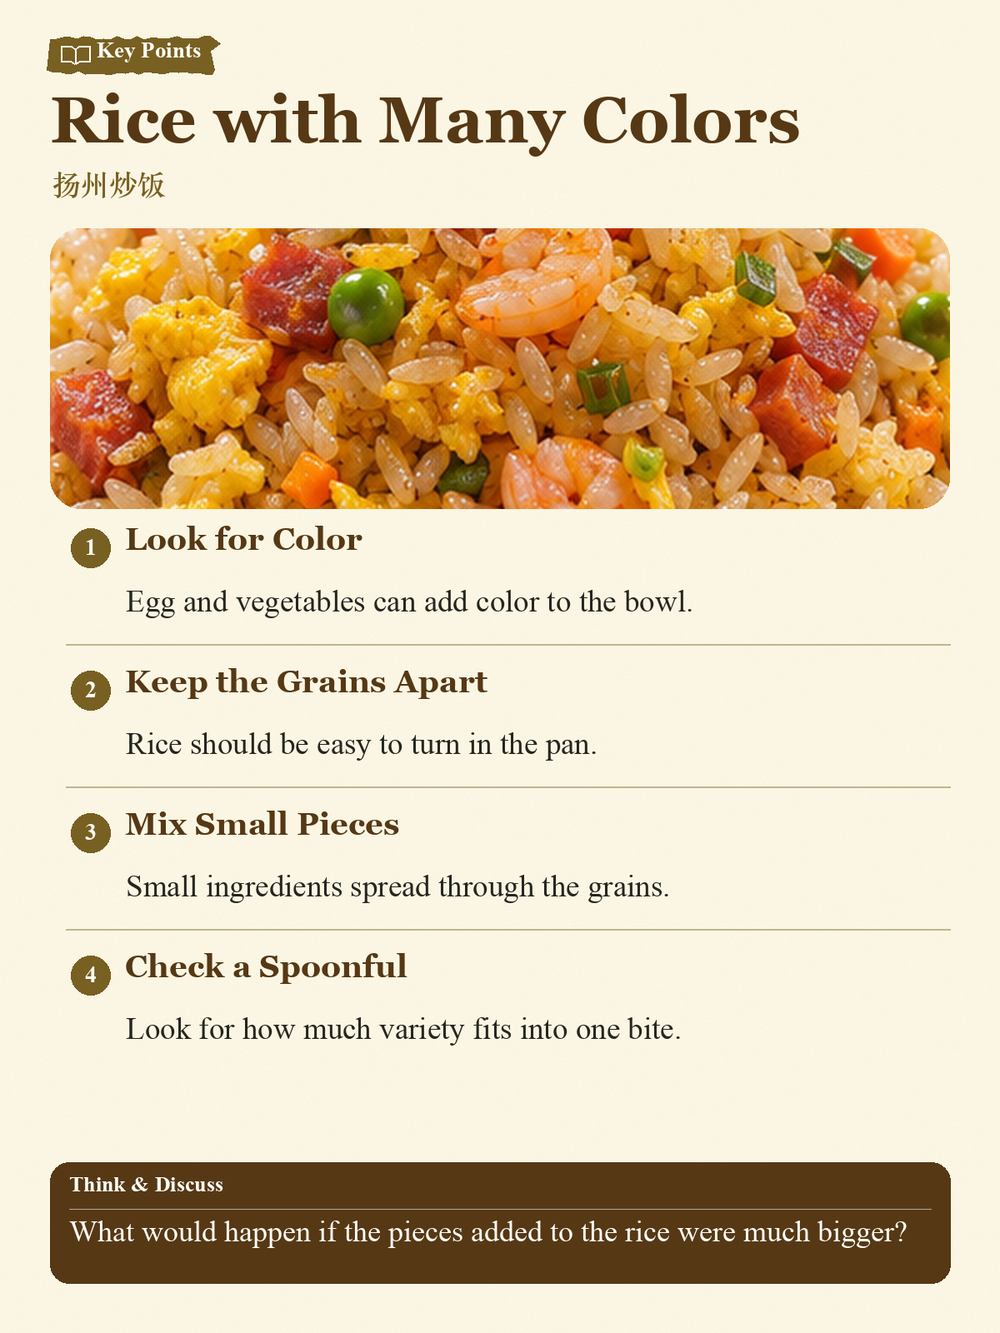 Key Points
Rice with Many Colors
扬州炒饭
1 Look for Color
Egg and vegetables can add color to the bowl.
2 Keep the Grains Apart
Rice should be easy to turn in the pan.
3 Mix Small Pieces
Small ingredients spread through the grains.
4 Check a Spoonful
Look for how much variety fits into one bite.
Think & Discuss
What would happen if the pieces added to the rice were much bigger?